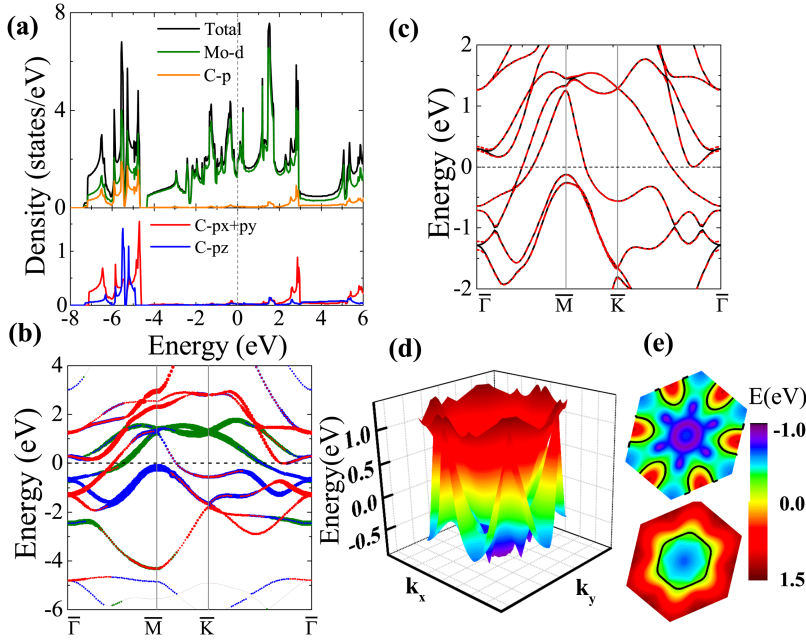 (a)
Total
Mo-d
C-p
8
4
0
C-px+py
C-pz
1
0
Density (states/eV)
-8 -6 -4 -2 0 2 4 6
Energy (eV)
(c)
2
1
0
-1
-2
Energy (eV)
Γ̅ M̅ K̅ Γ̅
(b)
4
2
0
-2
-4
-6
Energy (eV)
Γ̅ M̅ K̅ Γ̅
(d)
1.0
0.5
0.0
-0.5
Energy(eV)
kx
ky
(e)
E(eV)
-1.0
0.0
1.5